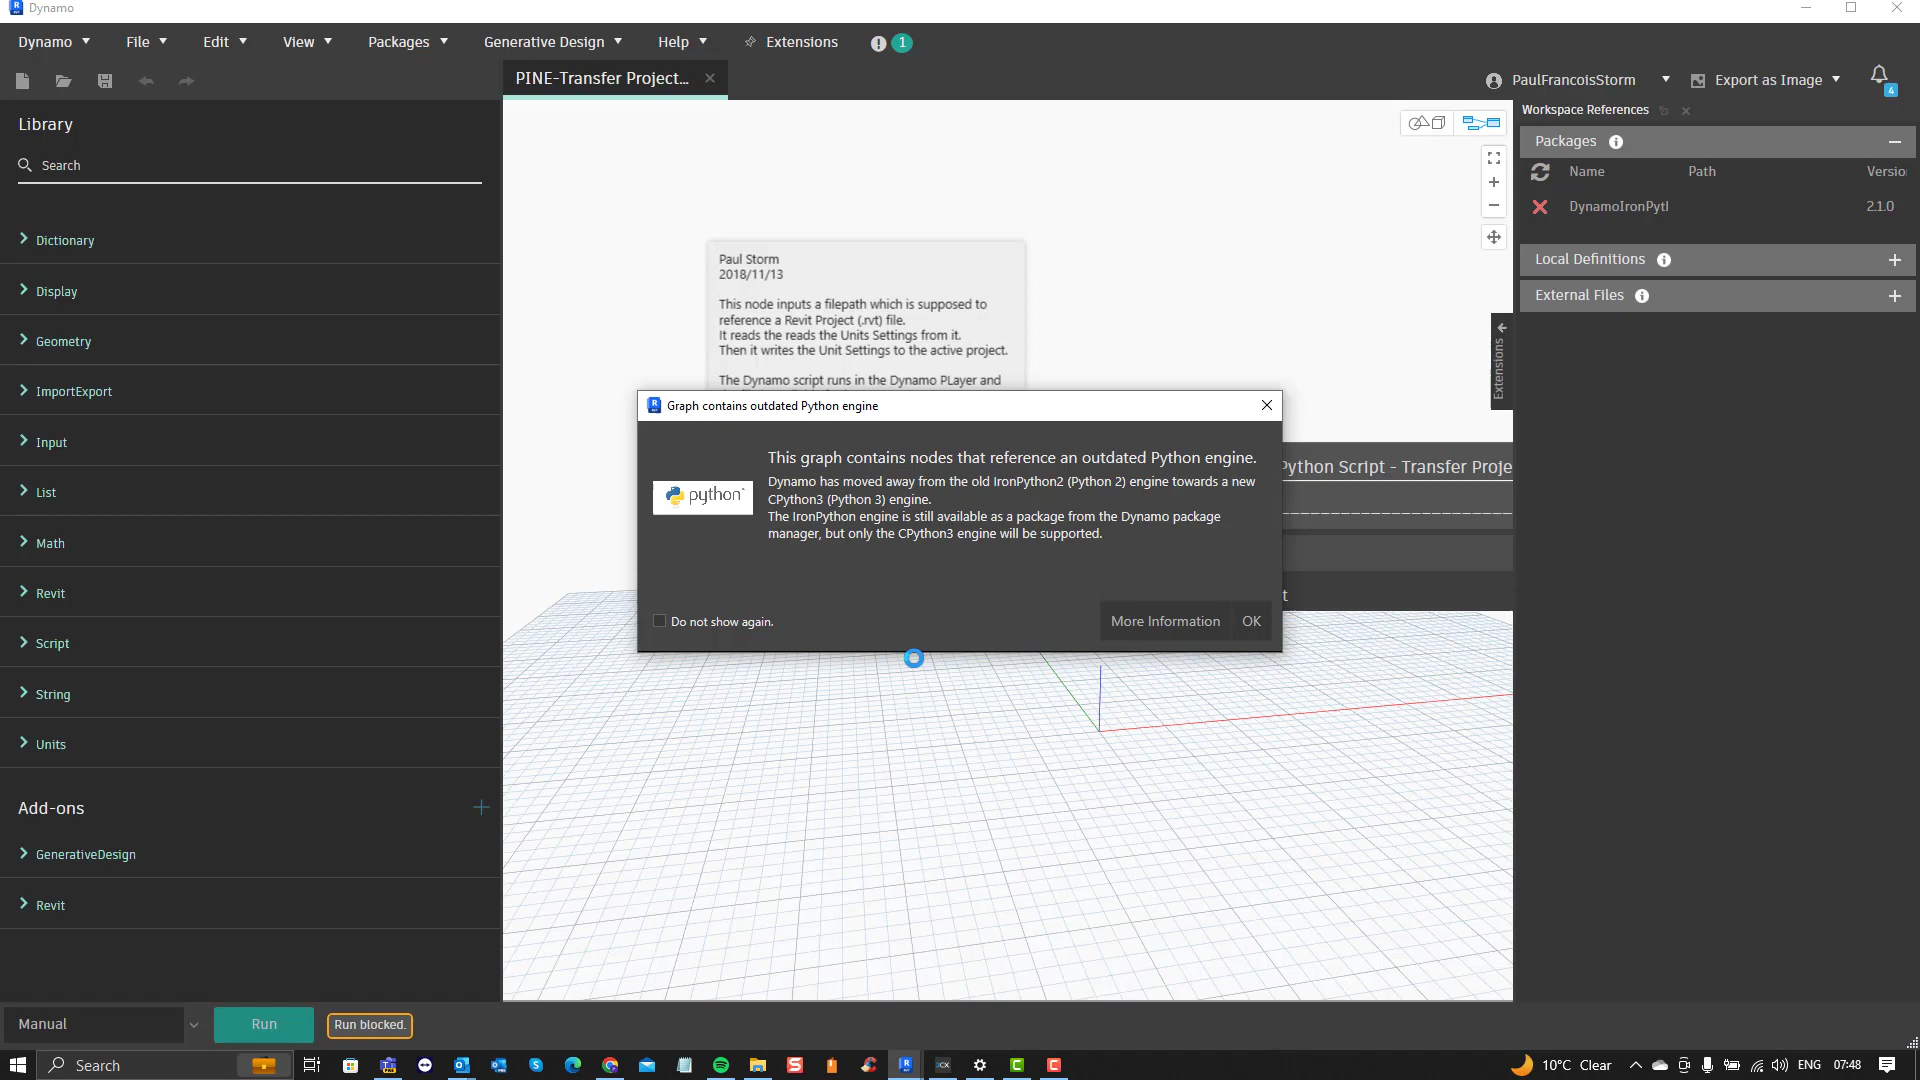 Dynamo
Dynamo File Edit View Packages Generative Design Help Extensions 1
PINE-Transfer Project...
PaulFrancoisStorm
Export as Image
4
Library
Search
Dictionary
Display
Geometry
ImportExport
Input
List
Math
Revit
Script
String
Units
Add-ons
GenerativeDesign
Revit
Paul Storm
2018/11/13
This node inputs a filepath which is supposed to
reference a Revit Project (.rvt) file.
It reads the reads the Units Settings from it.
Then it writes the Unit Settings to the active project.
The Dynamo script runs in the Dynamo PLayer and
Graph contains outdated Python engine
python
This graph contains nodes that reference an outdated Python engine.
Dynamo has moved away from the old IronPython2 (Python 2) engine towards a new
CPython3 (Python 3) engine.
The IronPython engine is still available as a package from the Dynamo package
manager, but only the CPython3 engine will be supported.
Do not show again.
More Information
OK
Python Script - Transfer Proje
t
Extensions
Workspace References
Packages
Name Path Versio
DynamoIronPyt 2.1.0
Local Definitions
External Files
Manual
Run
Run blocked.
Search
10°C Clear
ENG
07:48